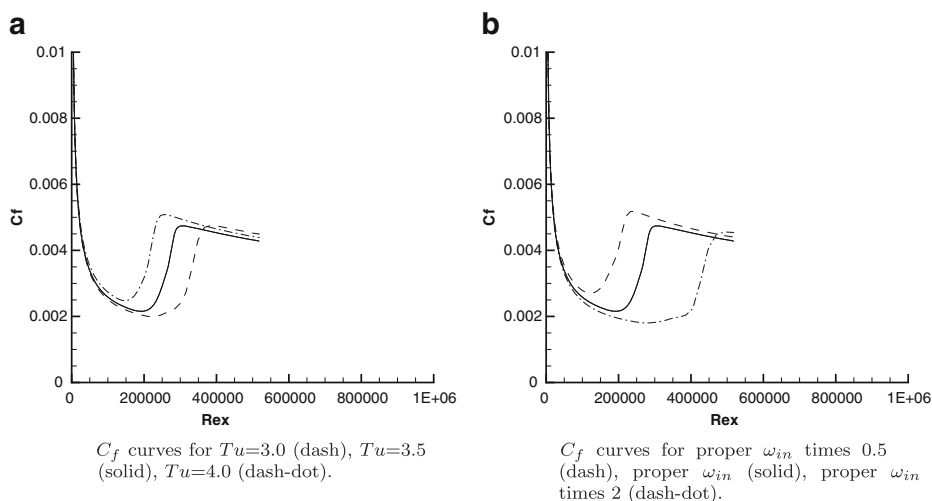 a
b
0.01
0.008
0.006
0.004
0.002
0
Cf
0 200000 400000 600000 800000 1E+06
Rex
0.01
0.008
0.006
0.004
0.002
0
Cf
0 200000 400000 600000 800000 1E+06
Rex
C_f curves for Tu=3.0 (dash), Tu=3.5
(solid), Tu=4.0 (dash-dot).
C_f curves for proper ω_in times 0.5
(dash), proper ω_in (solid), proper ω_in
times 2 (dash-dot).